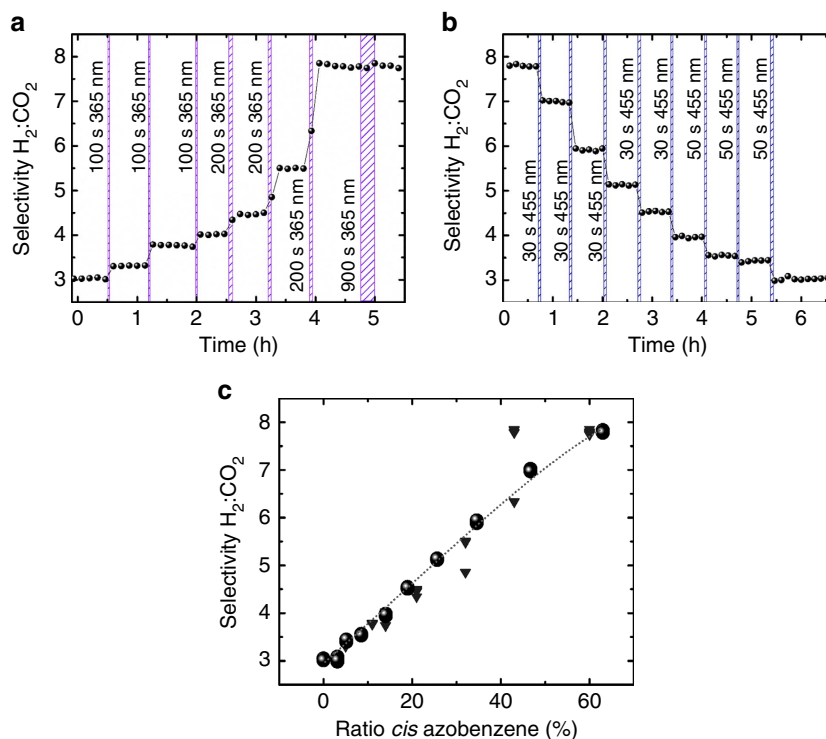 a
Selectivity H₂:CO₂
8
7
6
5
4
3
100 s 365 nm
100 s 365 nm
100 s 365 nm
200 s 365 nm
200 s 365 nm
200 s 365 nm
900 s 365 nm
0 1 2 3 4 5
Time (h)
b
Selectivity H₂:CO₂
8
7
6
5
4
3
30 s 455 nm
30 s 455 nm
30 s 455 nm
30 s 455 nm
30 s 455 nm
50 s 455 nm
50 s 455 nm
50 s 455 nm
0 1 2 3 4 5 6
Time (h)
c
Selectivity H₂:CO₂
8
7
6
5
4
3
0 20 40 60
Ratio cis azobenzene (%)